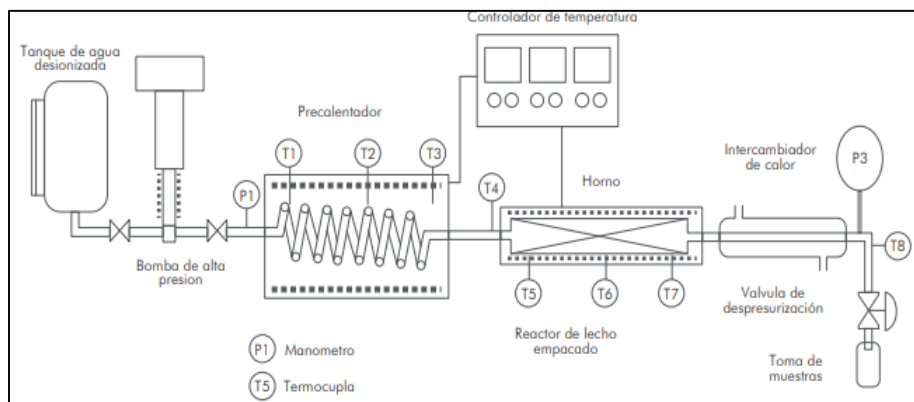 Controlador de temperatura
Tanque de agua
desionizada
Precalentador
T1
T2
T3
P1
Bomba de alta
presion
T4
Horno
T5
T6
T7
Reactor de lecho
empacado
Intercambiador
de calor
P3
T8
Valvula de
despresurización
Toma de
muestras
P1 Manometro
T5 Termocupla